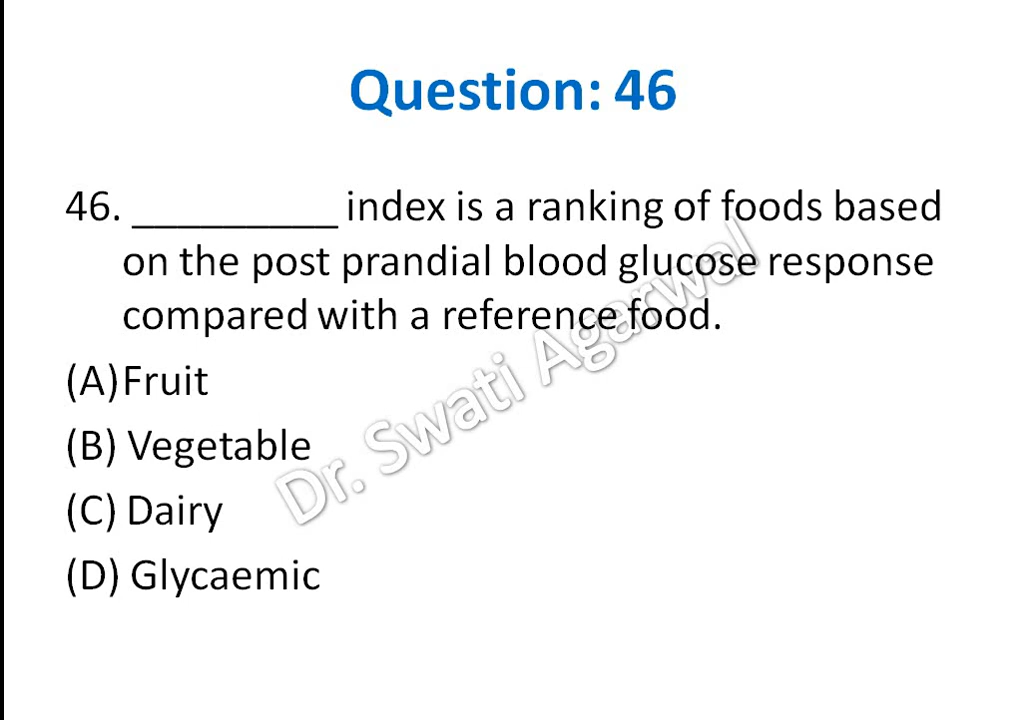 Question: 46
46. _________ index is a ranking of foods based
on the post prandial blood glucose response
compared with a reference food.
(A)Fruit
(B) Vegetable
(C) Dairy
(D) Glycaemic
Dr. Swati Agarwal